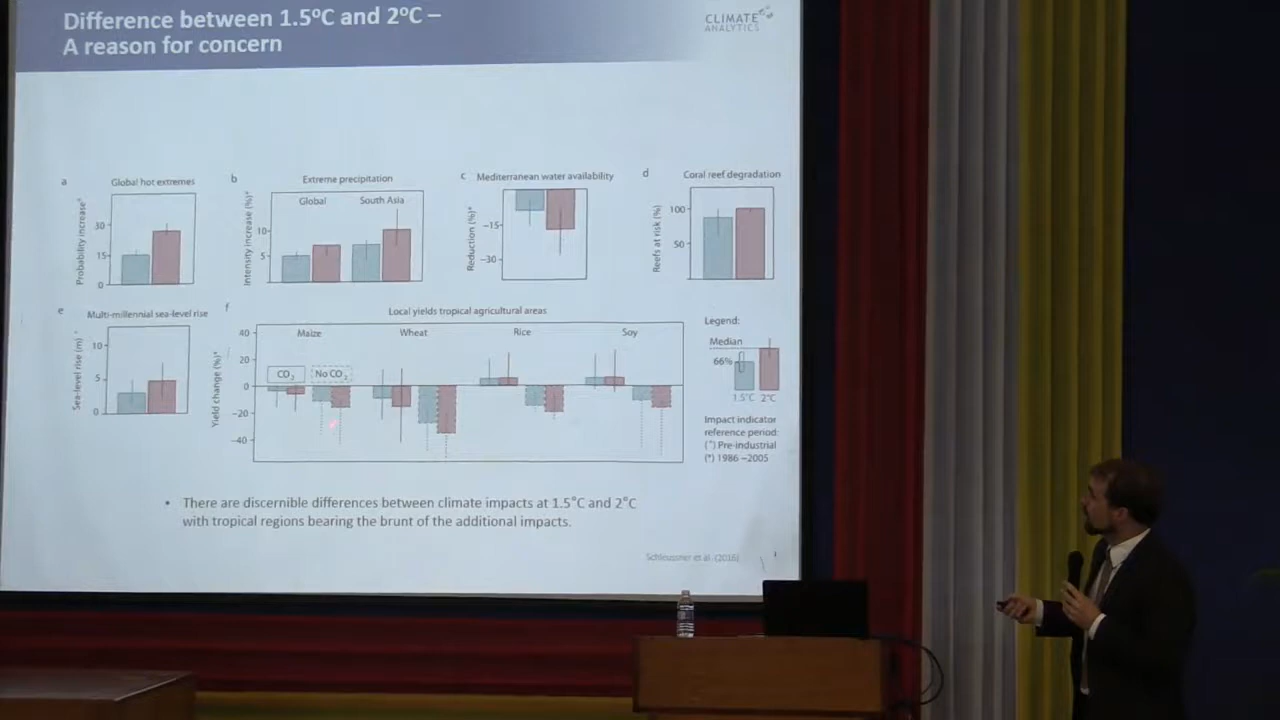 Difference between 1.5ºC and 2ºC –
A reason for concern
CLIMATE
ANALYTICS
a Global hot extremes
Probability increase⁺
30
15
0
b Extreme precipitation
Global South Asia
Intensity increase (%)*
10
5
c Mediterranean water availability
Reduction (%)*
−15
−30
d Coral reef degradation
Reefs at risk (%)
100
50
e Multi-millennial sea-level rise
Sea-level rise (m)
10
5
0
f Local yields tropical agricultural areas
Maize Wheat Rice Soy
Yield change (%)*
40
20
0
−20
−40
CO₂ No CO₂
Legend:
Median
66%
1.5°C 2°C
Impact indicator
reference period:
(⁺) Pre-industrial
(*) 1986−2005
• There are discernible differences between climate impacts at 1.5°C and 2°C
with tropical regions bearing the brunt of the additional impacts.
Schleussner et al. (2016)